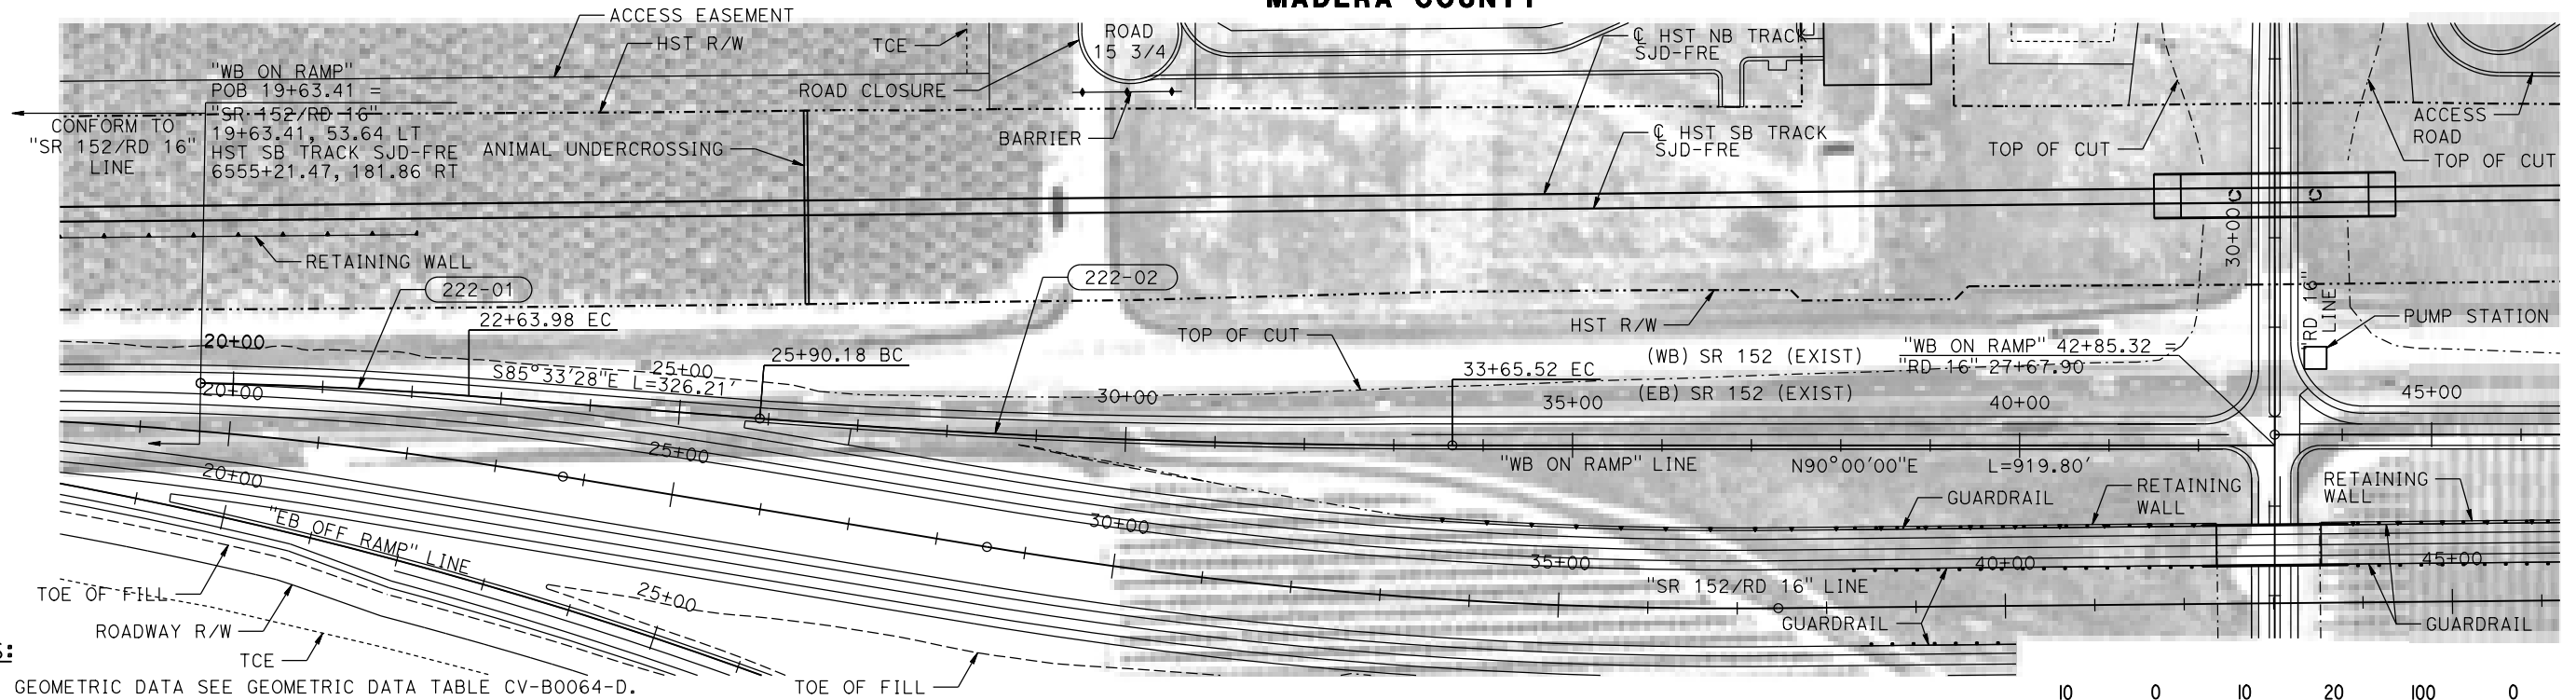 MADERA COUNTY
ACCESS EASEMENT
HST R/W
TCE
ROAD
15 3/4
ROAD CLOSURE
BARRIER
℄ HST NB TRACK
SJD-FRE
℄ HST SB TRACK
SJD-FRE
TOP OF CUT
ACCESS
ROAD
TOP OF CUT
"WB ON RAMP"
POB 19+63.41 =
"SR 152/RD 16"
19+63.41, 53.64 LT
HST SB TRACK SJD-FRE
6555+21.47, 181.86 RT
CONFORM TO
"SR 152/RD 16"
LINE
ANIMAL UNDERCROSSING
RETAINING WALL
222-01
222-02
22+63.98 EC
25+90.18 BC
TOP OF CUT
HST R/W
30+00
"RD 16"
LINE
PUMP STATION
20+00
25+00
S85°33'28"E L=326.21'
33+65.52 EC
(WB) SR 152 (EXIST)
(EB) SR 152 (EXIST)
"WB ON RAMP" 42+85.32 =
"RD 16" 27+67.90
20+00
30+00
35+00
40+00
45+00
20+00
25+00
"WB ON RAMP" LINE
N90°00'00"E
L=919.80'
GUARDRAIL
RETAINING
WALL
RETAINING
WALL
"EB OFF RAMP" LINE
30+00
35+00
40+00
45+00
"SR 152/RD 16" LINE
25+00
TOE OF FILL
ROADWAY R/W
TCE
GUARDRAIL
GUARDRAIL
S:
GEOMETRIC DATA SEE GEOMETRIC DATA TABLE CV-B0064-D.
TOE OF FILL
10 0 10 20 100 0